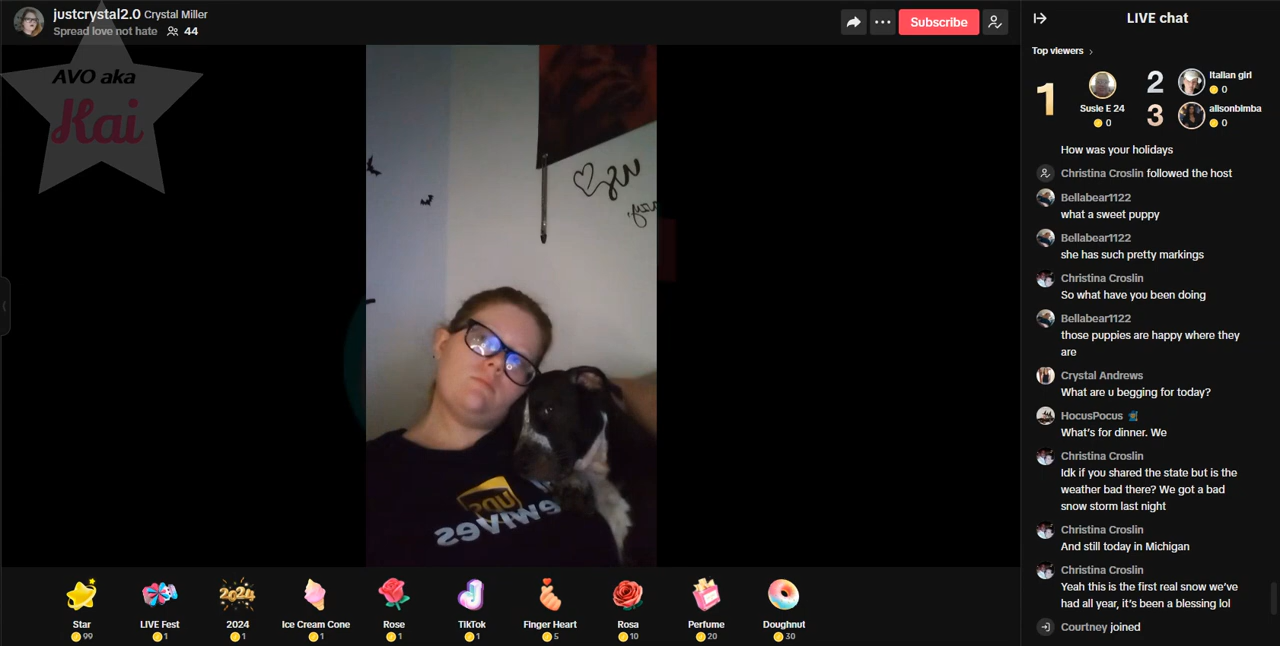 justcrystal2.0 Crystal Miller
Spread love not hate 44
Subscribe
AVO aka
Kai
us
ups
ewives
Star
99
LIVE Fest
1
2024
2024
1
Ice Cream Cone
1
Rose
1
TikTok
1
Finger Heart
5
Rosa
10
Perfume
20
Doughnut
30
LIVE chat
Top viewers
1
Susie E 24
0
2
Italian girl
0
3
alisonbimba
0
How was your holidays
Christina Croslin followed the host
Bellabear1122
what a sweet puppy
Bellabear1122
she has such pretty markings
Christina Croslin
So what have you been doing
Bellabear1122
those puppies are happy where they
are
Crystal Andrews
What are u begging for today?
HocusPocus
What's for dinner. We
Christina Croslin
Idk if you shared the state but is the
weather bad there? We got a bad
snow storm last night
Christina Croslin
And still today in Michigan
Christina Croslin
Yeah this is the first real snow we've
had all year, it's been a blessing lol
Courtney joined